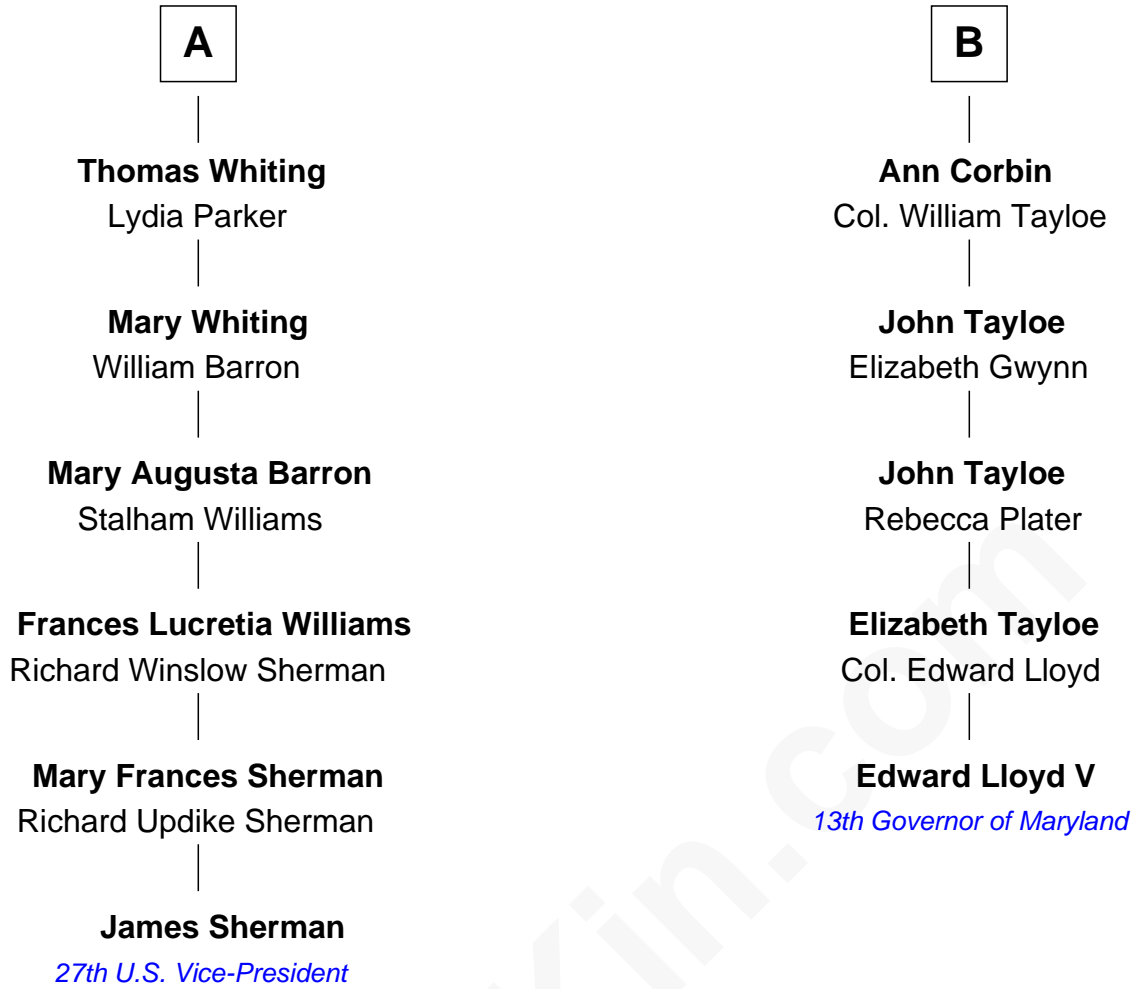 A
Thomas Whiting
Lydia Parker
Mary Whiting
William Barron
Mary Augusta Barron
Stalham Williams
Frances Lucretia Williams
Richard Winslow Sherman
Mary Frances Sherman
Richard Updike Sherman
James Sherman
27th U.S. Vice-President
B
Ann Corbin
Col. William Tayloe
John Tayloe
Elizabeth Gwynn
John Tayloe
Rebecca Plater
Elizabeth Tayloe
Col. Edward Lloyd
Edward Lloyd V
13th Governor of Maryland
Kin.com